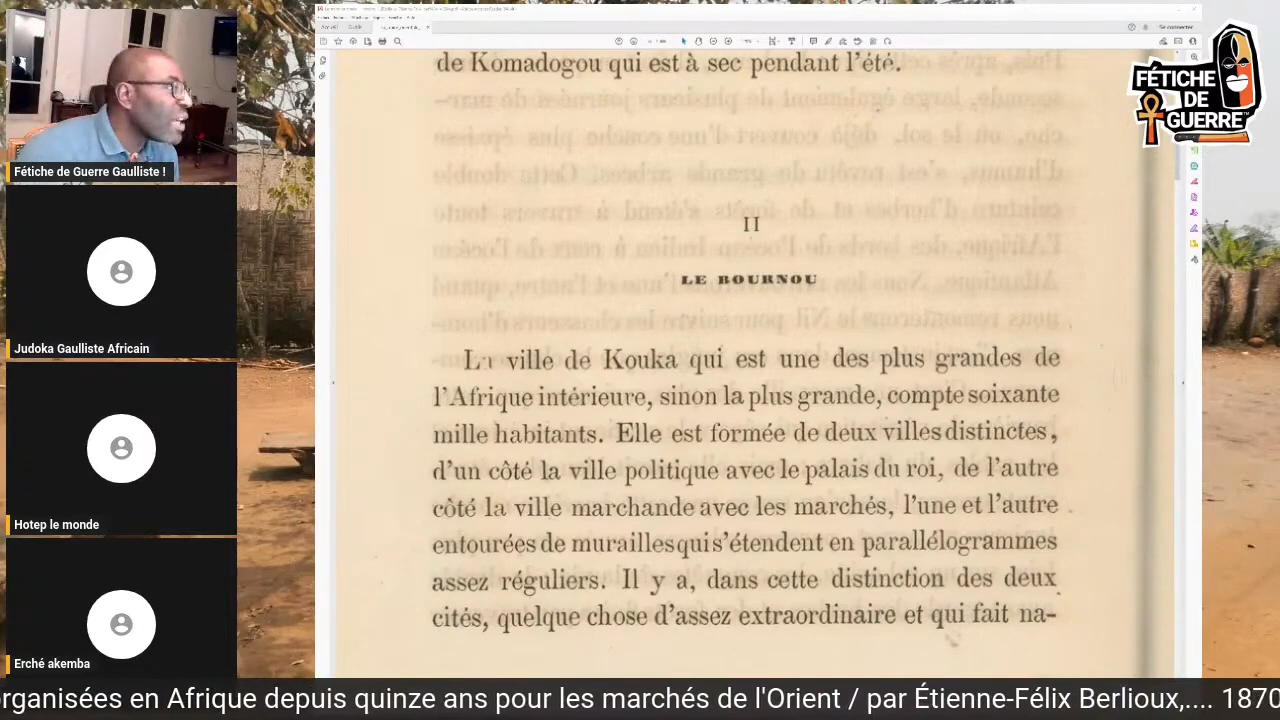 Fétiche de Guerre Gaulliste !
Judoka Gaulliste Africain
Hotep le monde
Erché akemba
FÉTICHE
DE
GUERRE
Se connecter
de Komadogou qui est à sec pendant l'été.
II
LE BOURNOU
La ville de Kouka qui est une des plus grandes de
l'Afrique intérieure, sinon la plus grande, compte soixante
mille habitants. Elle est formée de deux villes distinctes,
d'un côté la ville politique avec le palais du roi, de l'autre
côté la ville marchande avec les marchés, l'une et l'autre
entourées de murailles qui s'étendent en parallélogrammes
assez réguliers. Il y a, dans cette distinction des deux
cités, quelque chose d'assez extraordinaire et qui fait na-
organisées en Afrique depuis quinze ans pour les marchés de l'Orient / par Étienne-Félix Berlioux,.... 1870